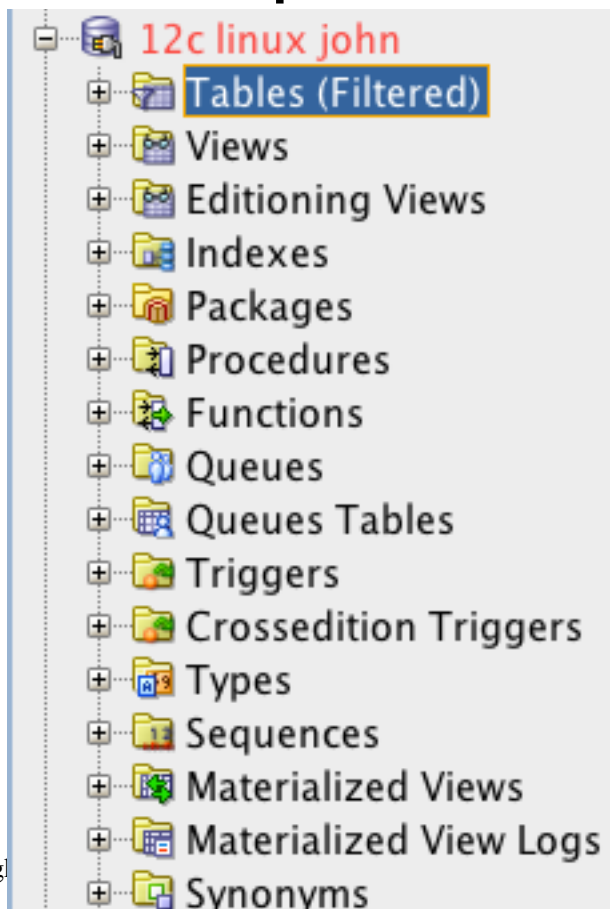 12c linux john
Tables (Filtered)
Views
Editioning Views
Indexes
Packages
Procedures
Functions
Queues
Queues Tables
Triggers
Crossedition Triggers
Types
Sequences
Materialized Views
Materialized View Logs
Synonyms